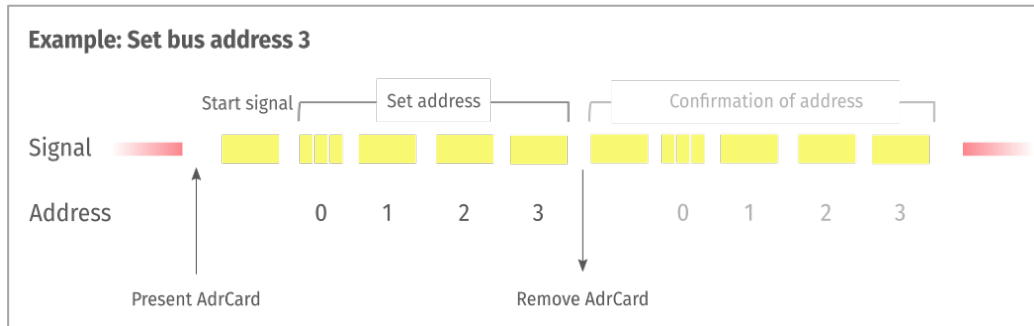 Example: Set bus address 3
Start signal Set address Confirmation of address
Signal
Address 0 1 2 3 0 1 2 3
Present AdrCard Remove AdrCard